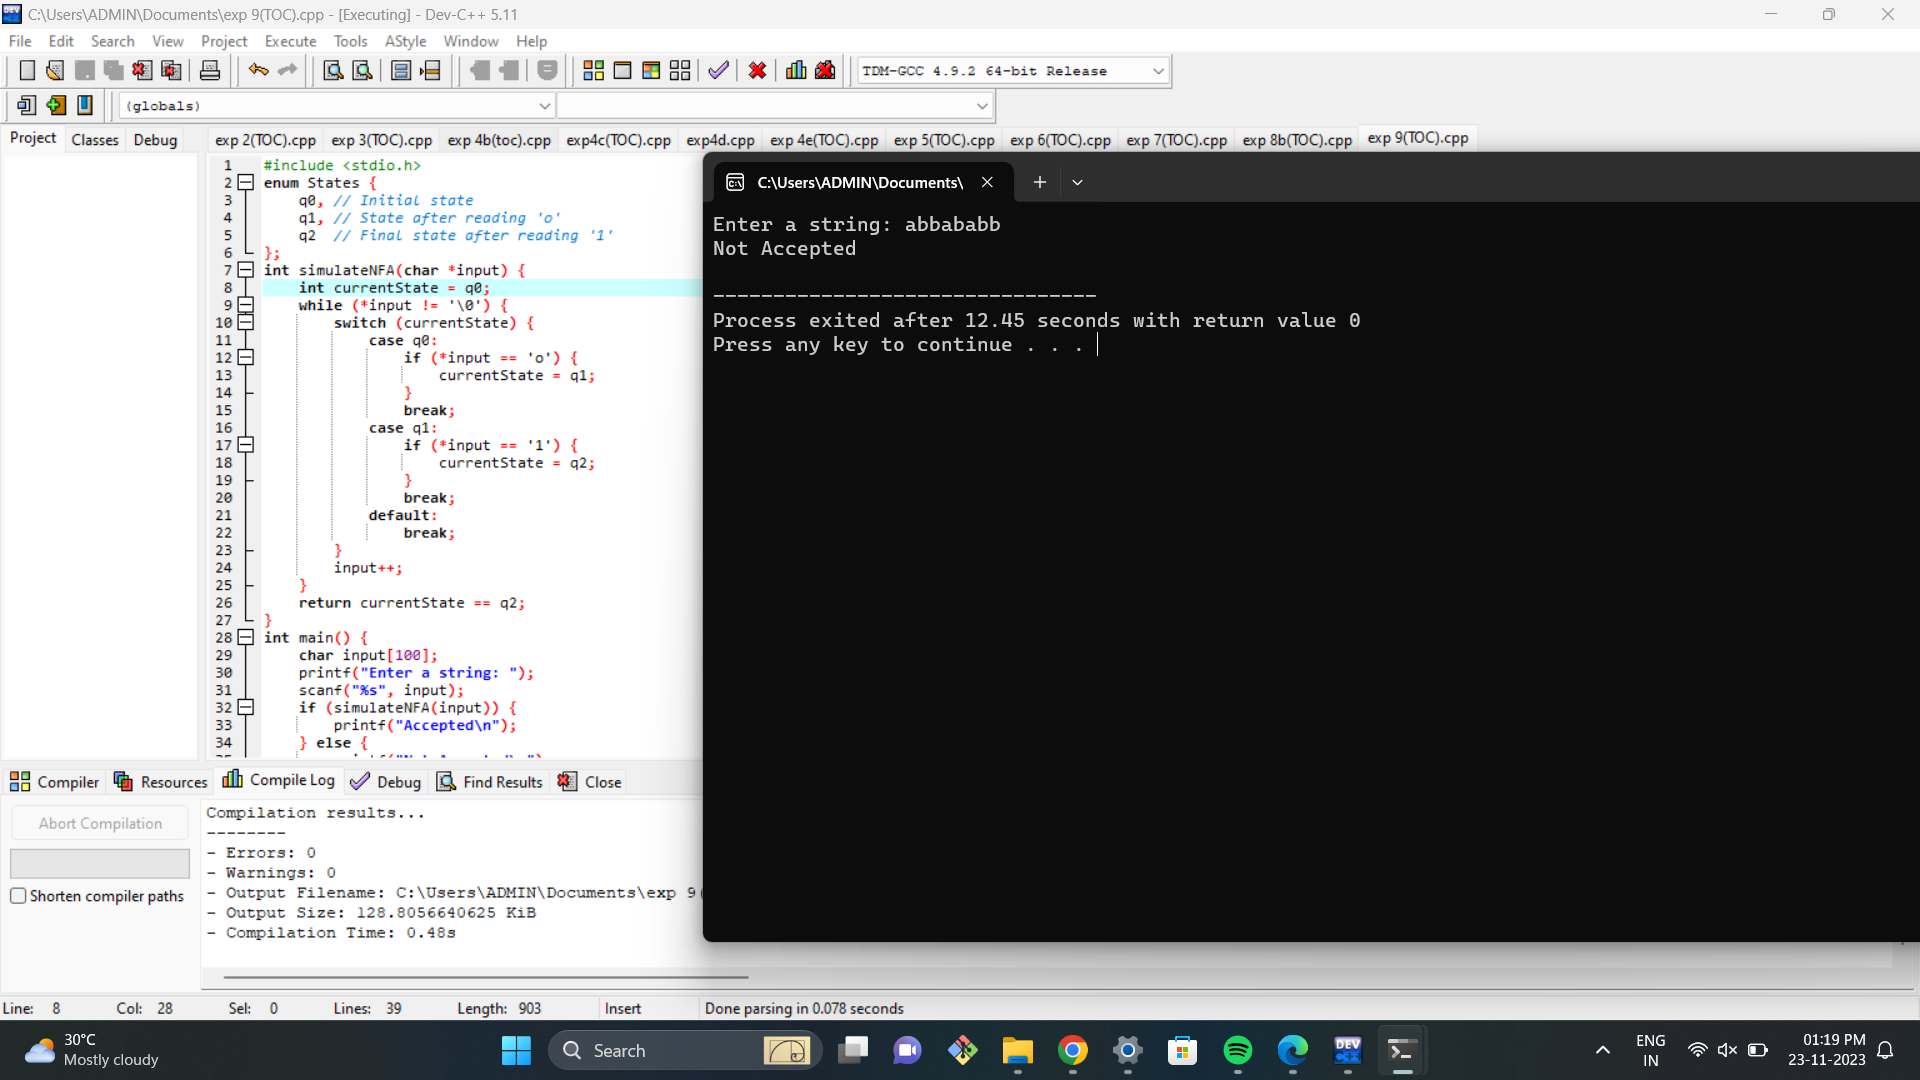 C:\Users\ADMIN\Documents\exp 9(TOC).cpp - [Executing] - Dev-C++ 5.11
File Edit Search View Project Execute Tools AStyle Window Help
TDM-GCC 4.9.2 64-bit Release
(globals)
Project Classes Debug
exp 2(TOC).cpp exp 3(TOC).cpp exp 4b(toc).cpp exp4c(TOC).cpp exp4d.cpp exp 4e(TOC).cpp exp 5(TOC).cpp exp 6(TOC).cpp exp 7(TOC).cpp exp 8b(TOC).cpp exp 9(TOC).cpp
1 #include <stdio.h>
2 enum States {
3 q0, // Initial state
4 q1, // State after reading 'o'
5 q2 // Final state after reading '1'
6 };
7 int simulateNFA(char *input) {
8 int currentState = q0;
9 while (*input != '\0') {
10 switch (currentState) {
11 case q0:
12 if (*input == 'o') {
13 currentState = q1;
14 }
15 break;
16 case q1:
17 if (*input == '1') {
18 currentState = q2;
19 }
20 break;
21 default:
22 break;
23 }
24 input++;
25 }
26 return currentState == q2;
27 }
28 int main() {
29 char input[100];
30 printf("Enter a string: ");
31 scanf("%s", input);
32 if (simulateNFA(input)) {
33 printf("Accepted\n");
34 } else {
C:\Users\ADMIN\Documents\
Enter a string: abbababb
Not Accepted
--------------------------------
Process exited after 12.45 seconds with return value 0
Press any key to continue . . .
Compiler Resources Compile Log Debug Find Results Close
Abort Compilation
Shorten compiler paths
Compilation results...
--------
- Errors: 0
- Warnings: 0
- Output Filename: C:\Users\ADMIN\Documents\exp 9
- Output Size: 128.8056640625 KiB
- Compilation Time: 0.48s
Line: 8 Col: 28 Sel: 0 Lines: 39 Length: 903 Insert Done parsing in 0.078 seconds
30°C
Mostly cloudy
Search
DEV
C++
ENG
IN
01:19 PM
23-11-2023